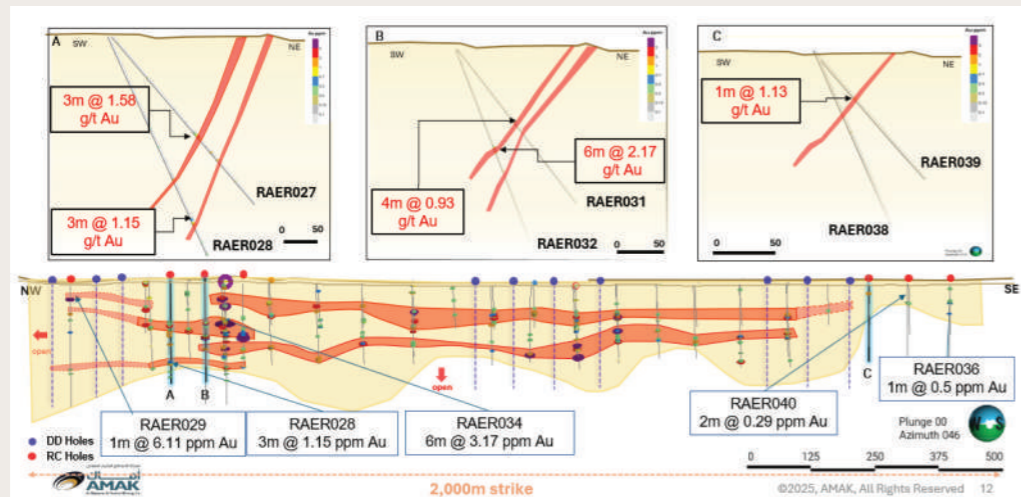 A
SW
NE
3m @ 1.58
g/t Au
3m @ 1.15
g/t Au
RAER027
RAER028
0 50
B
SW
NE
6m @ 2.17
g/t Au
4m @ 0.93
g/t Au
RAER031
RAER032
0 50
C
SW
NE
1m @ 1.13
g/t Au
RAER039
RAER038
0 50
NW
SE
open
open
A
B
C
RAER029
1m @ 6.11 ppm Au
RAER028
3m @ 1.15 ppm Au
RAER034
6m @ 3.17 ppm Au
RAER040
2m @ 0.29 ppm Au
RAER036
1m @ 0.5 ppm Au
DD Holes
RC Holes
Plunge 00
Azimuth 046
0 125 250 375 500
AMAK
2,000m strike
©2025, AMAK, All Rights Reserved 12